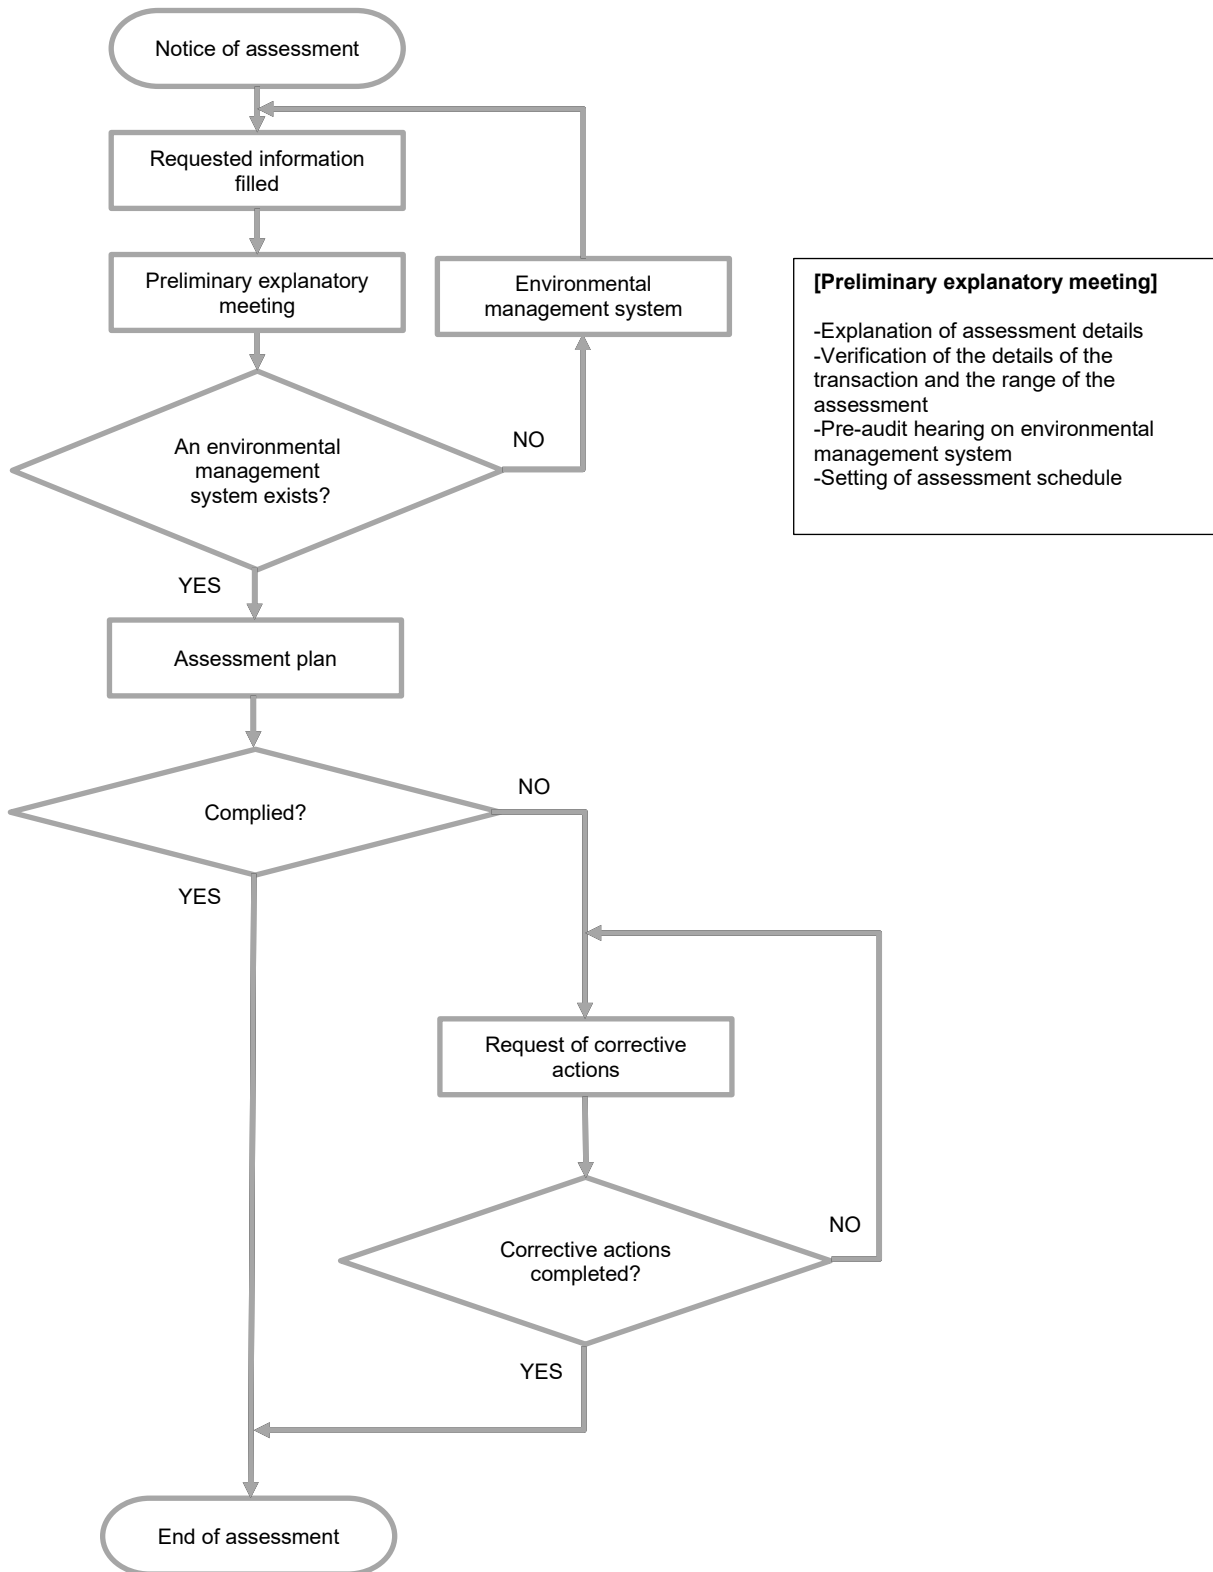 Notice of assessment
Requested information
filled
Preliminary explanatory
meeting
Environmental
management system
[Preliminary explanatory meeting]
-Explanation of assessment details
-Verification of the details of the
transaction and the range of the
assessment
-Pre-audit hearing on environmental
management system
-Setting of assessment schedule
An environmental
management
system exists?
NO
YES
Assessment plan
Complied?
NO
YES
Request of corrective
actions
Corrective actions
completed?
NO
YES
End of assessment